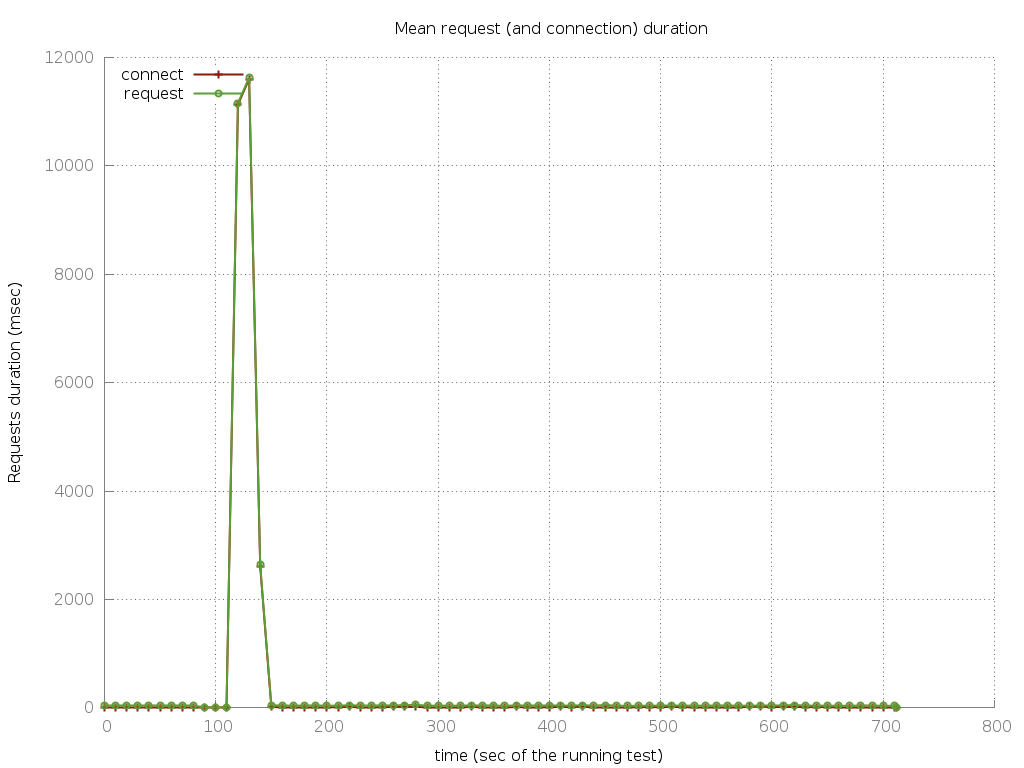 Mean request (and connection) duration
12000
connect
request
10000
8000
6000
4000
2000
0
Requests duration (msec)
0 100 200 300 400 500 600 700 800
time (sec of the running test)